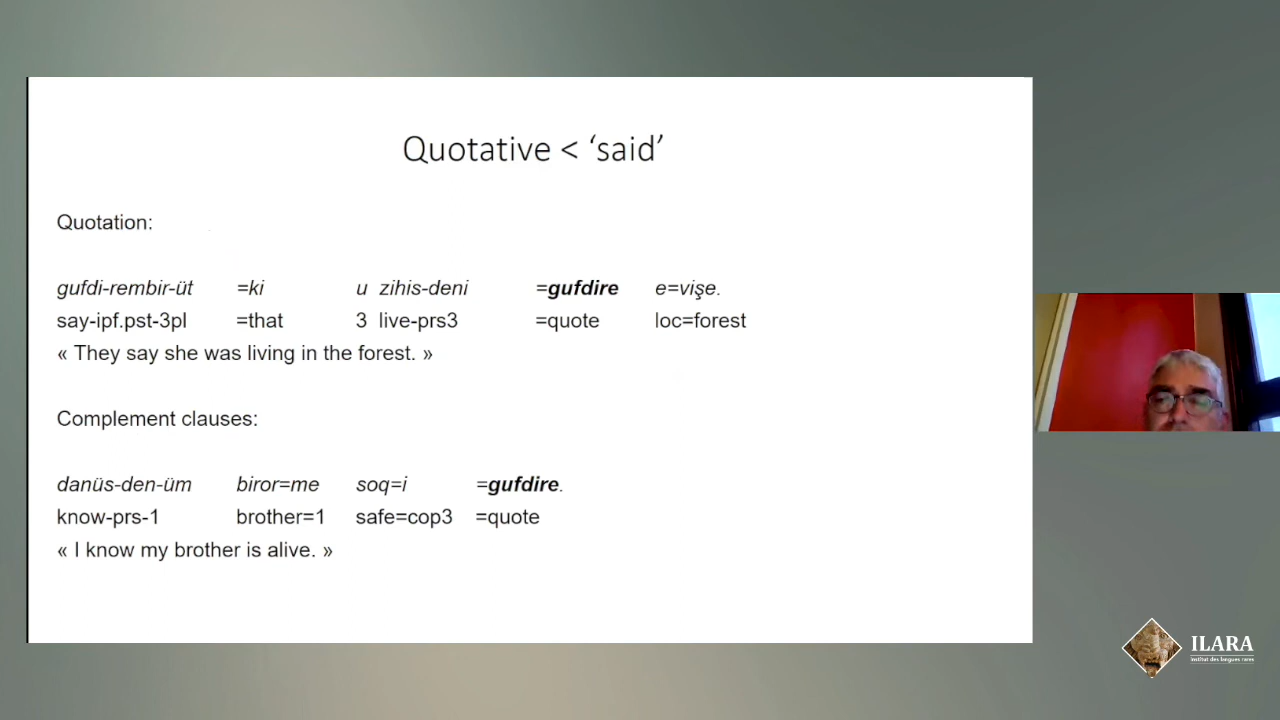 Quotative < ‘said’
Quotation:
gufdi-rembir-üt =ki u zihis-deni =gufdire e=vişe.
say-ipf.pst-3pl =that 3 live-prs3 =quote loc=forest
« They say she was living in the forest. »
Complement clauses:
danüs-den-üm biror=me soq=i =gufdire.
know-prs-1 brother=1 safe=cop3 =quote
« I know my brother is alive. »
ILARA
Institut des langues rares